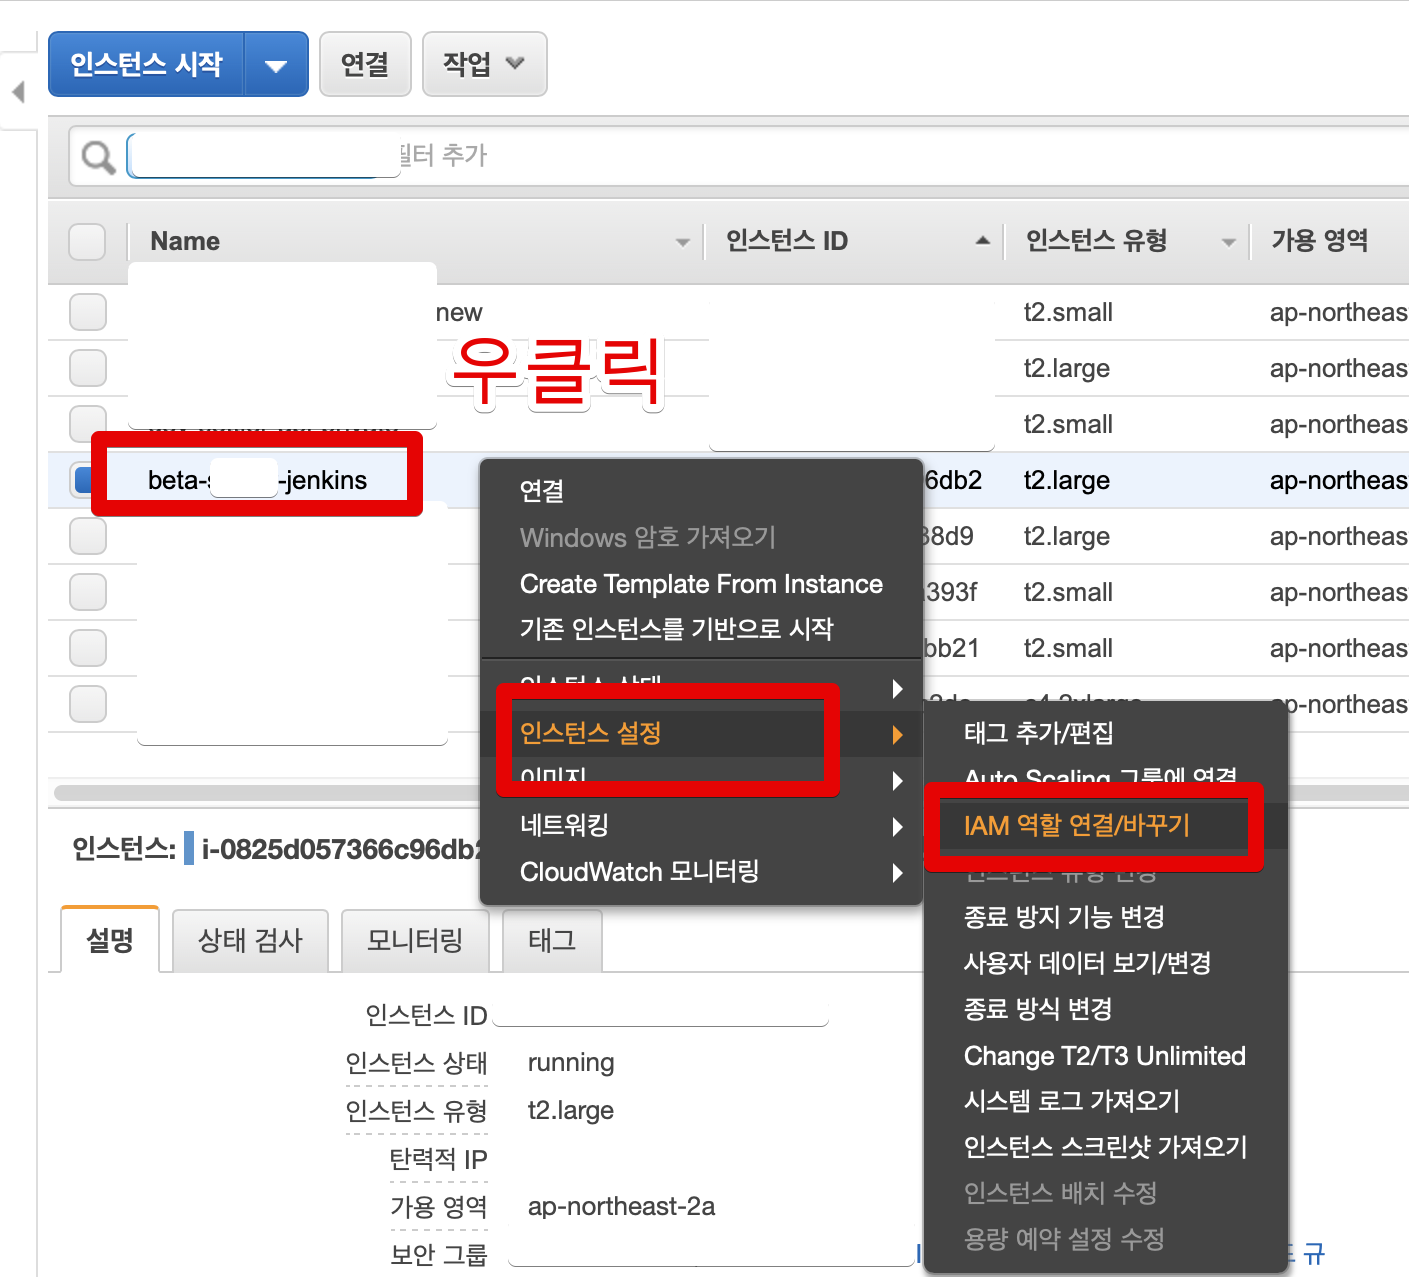 인스턴스 시작 연결 작업
필터 추가
Name 인스턴스 ID 인스턴스 유형 가용 영역
new t2.small ap-northeas
우클릭
t2.large ap-northeas
t2.small ap-northeas
beta- -jenkins 6db2 t2.large ap-northeas
38d9 t2.large ap-northeas
393f t2.small ap-northeas
bb21 t2.small ap-northeas
ap-northeas
연결
Windows 암호 가져오기
Create Template From Instance
기존 인스턴스를 기반으로 시작
인스턴스 상태
인스턴스 설정
이미지
네트워킹
CloudWatch 모니터링
태그 추가/편집
Auto Scaling 그룹에 연결
IAM 역할 연결/바꾸기
인스턴스 유형 변경
종료 방지 기능 변경
사용자 데이터 보기/변경
종료 방식 변경
Change T2/T3 Unlimited
시스템 로그 가져오기
인스턴스 스크린샷 가져오기
인스턴스 배치 수정
용량 예약 설정 수정
인스턴스: i-0825d057366c96db2
설명 상태 검사 모니터링 태그
인스턴스 ID
인스턴스 상태 running
인스턴스 유형 t2.large
탄력적 IP
가용 영역 ap-northeast-2a
보안 그룹 규